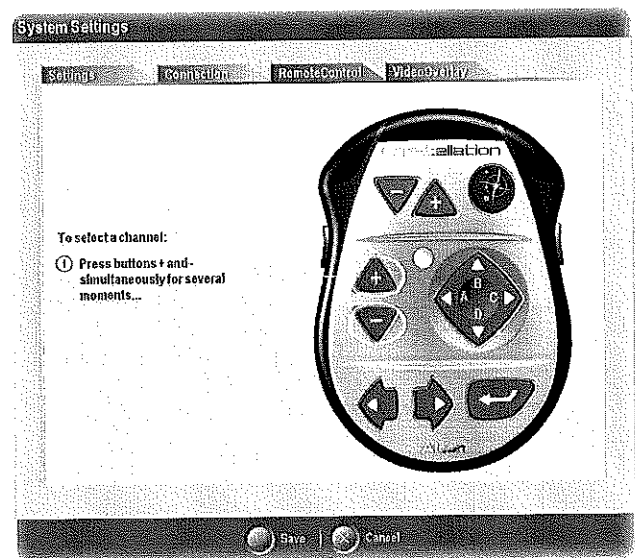 System Settings
Settings Connection RemoteControl VideoOverlay
To select a channel:
1 Press buttons + and -
simultaneously for several
moments...
- +
+
-
B
A C
D
Save | Cancel